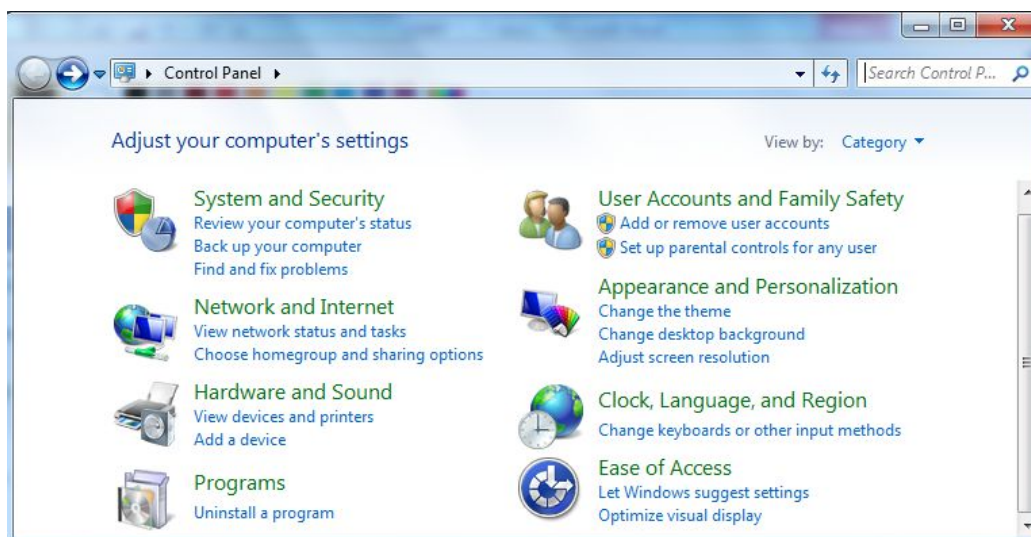 Control Panel
Search Control P...
Adjust your computer's settings
View by: Category
System and Security
Review your computer's status
Back up your computer
Find and fix problems
Network and Internet
View network status and tasks
Choose homegroup and sharing options
Hardware and Sound
View devices and printers
Add a device
Programs
Uninstall a program
User Accounts and Family Safety
Add or remove user accounts
Set up parental controls for any user
Appearance and Personalization
Change the theme
Change desktop background
Adjust screen resolution
Clock, Language, and Region
Change keyboards or other input methods
Ease of Access
Let Windows suggest settings
Optimize visual display